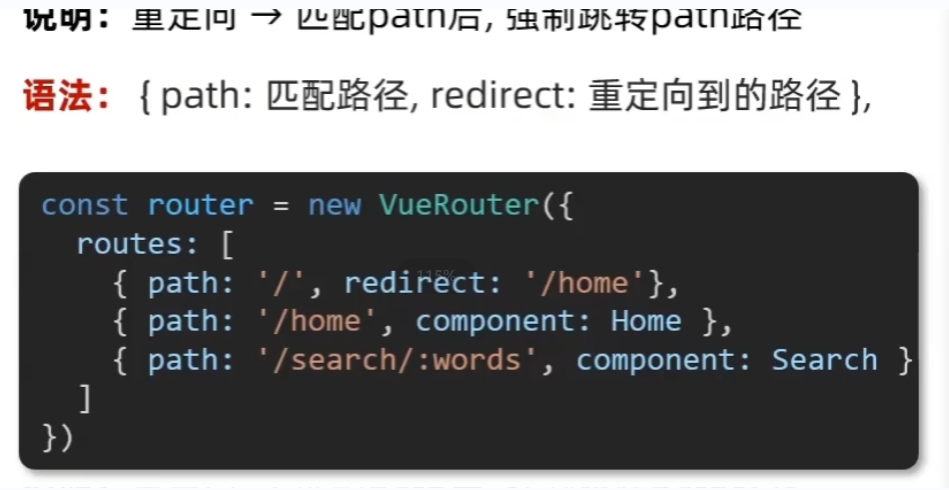 说明：重定向 → 匹配path后, 强制跳转path路径
语法： { path: 匹配路径, redirect: 重定向到的路径 },
const router = new VueRouter({
  routes: [
    { path: '/', redirect: '/home'},
    { path: '/home', component: Home },
    { path: '/search/:words', component: Search }
  ]
})
115%